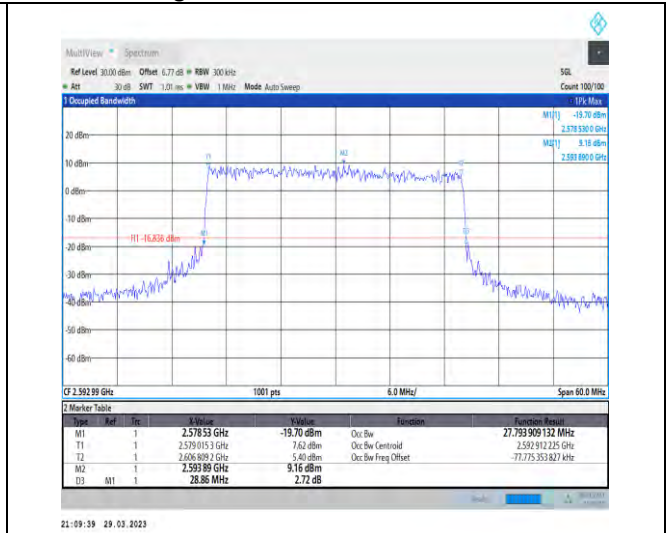 MultiView Spectrum
Ref Level 30.00 dBm Offset 6.77 dB RBW 300 kHz SGL
Att 30 dB SWT 1.01 ms VBW 1 MHz Mode Auto Sweep Count 100/100
1 Occupied Bandwidth 1Pk Max
M1[1] -19.70 dBm
2.578 530 0 GHz
M2[1] 9.16 dBm
2.593 890 0 GHz
20 dBm
10 dBm
0 dBm
-10 dBm
H1 -16.836 dBm
-20 dBm
-30 dBm
-40 dBm
-50 dBm
-60 dBm
T1
M2
M1
CF 2.592 99 GHz 1001 pts 6.0 MHz/ Span 60.0 MHz
2 Marker Table
Type Ref Trc X-Value Y-Value Function Function Result
M1 1 2.578 53 GHz -19.70 dBm Occ Bw 27.793 909 132 MHz
T1 1 2.579 015 3 GHz 7.62 dBm Occ Bw Centroid 2.592 912 225 GHz
T2 1 2.606 809 2 GHz 5.40 dBm Occ Bw Freq Offset -77.775 353 827 kHz
M2 1 2.593 89 GHz 9.16 dBm
D3 M1 1 28.86 MHz 2.72 dB
21:09:39 29.03.2023